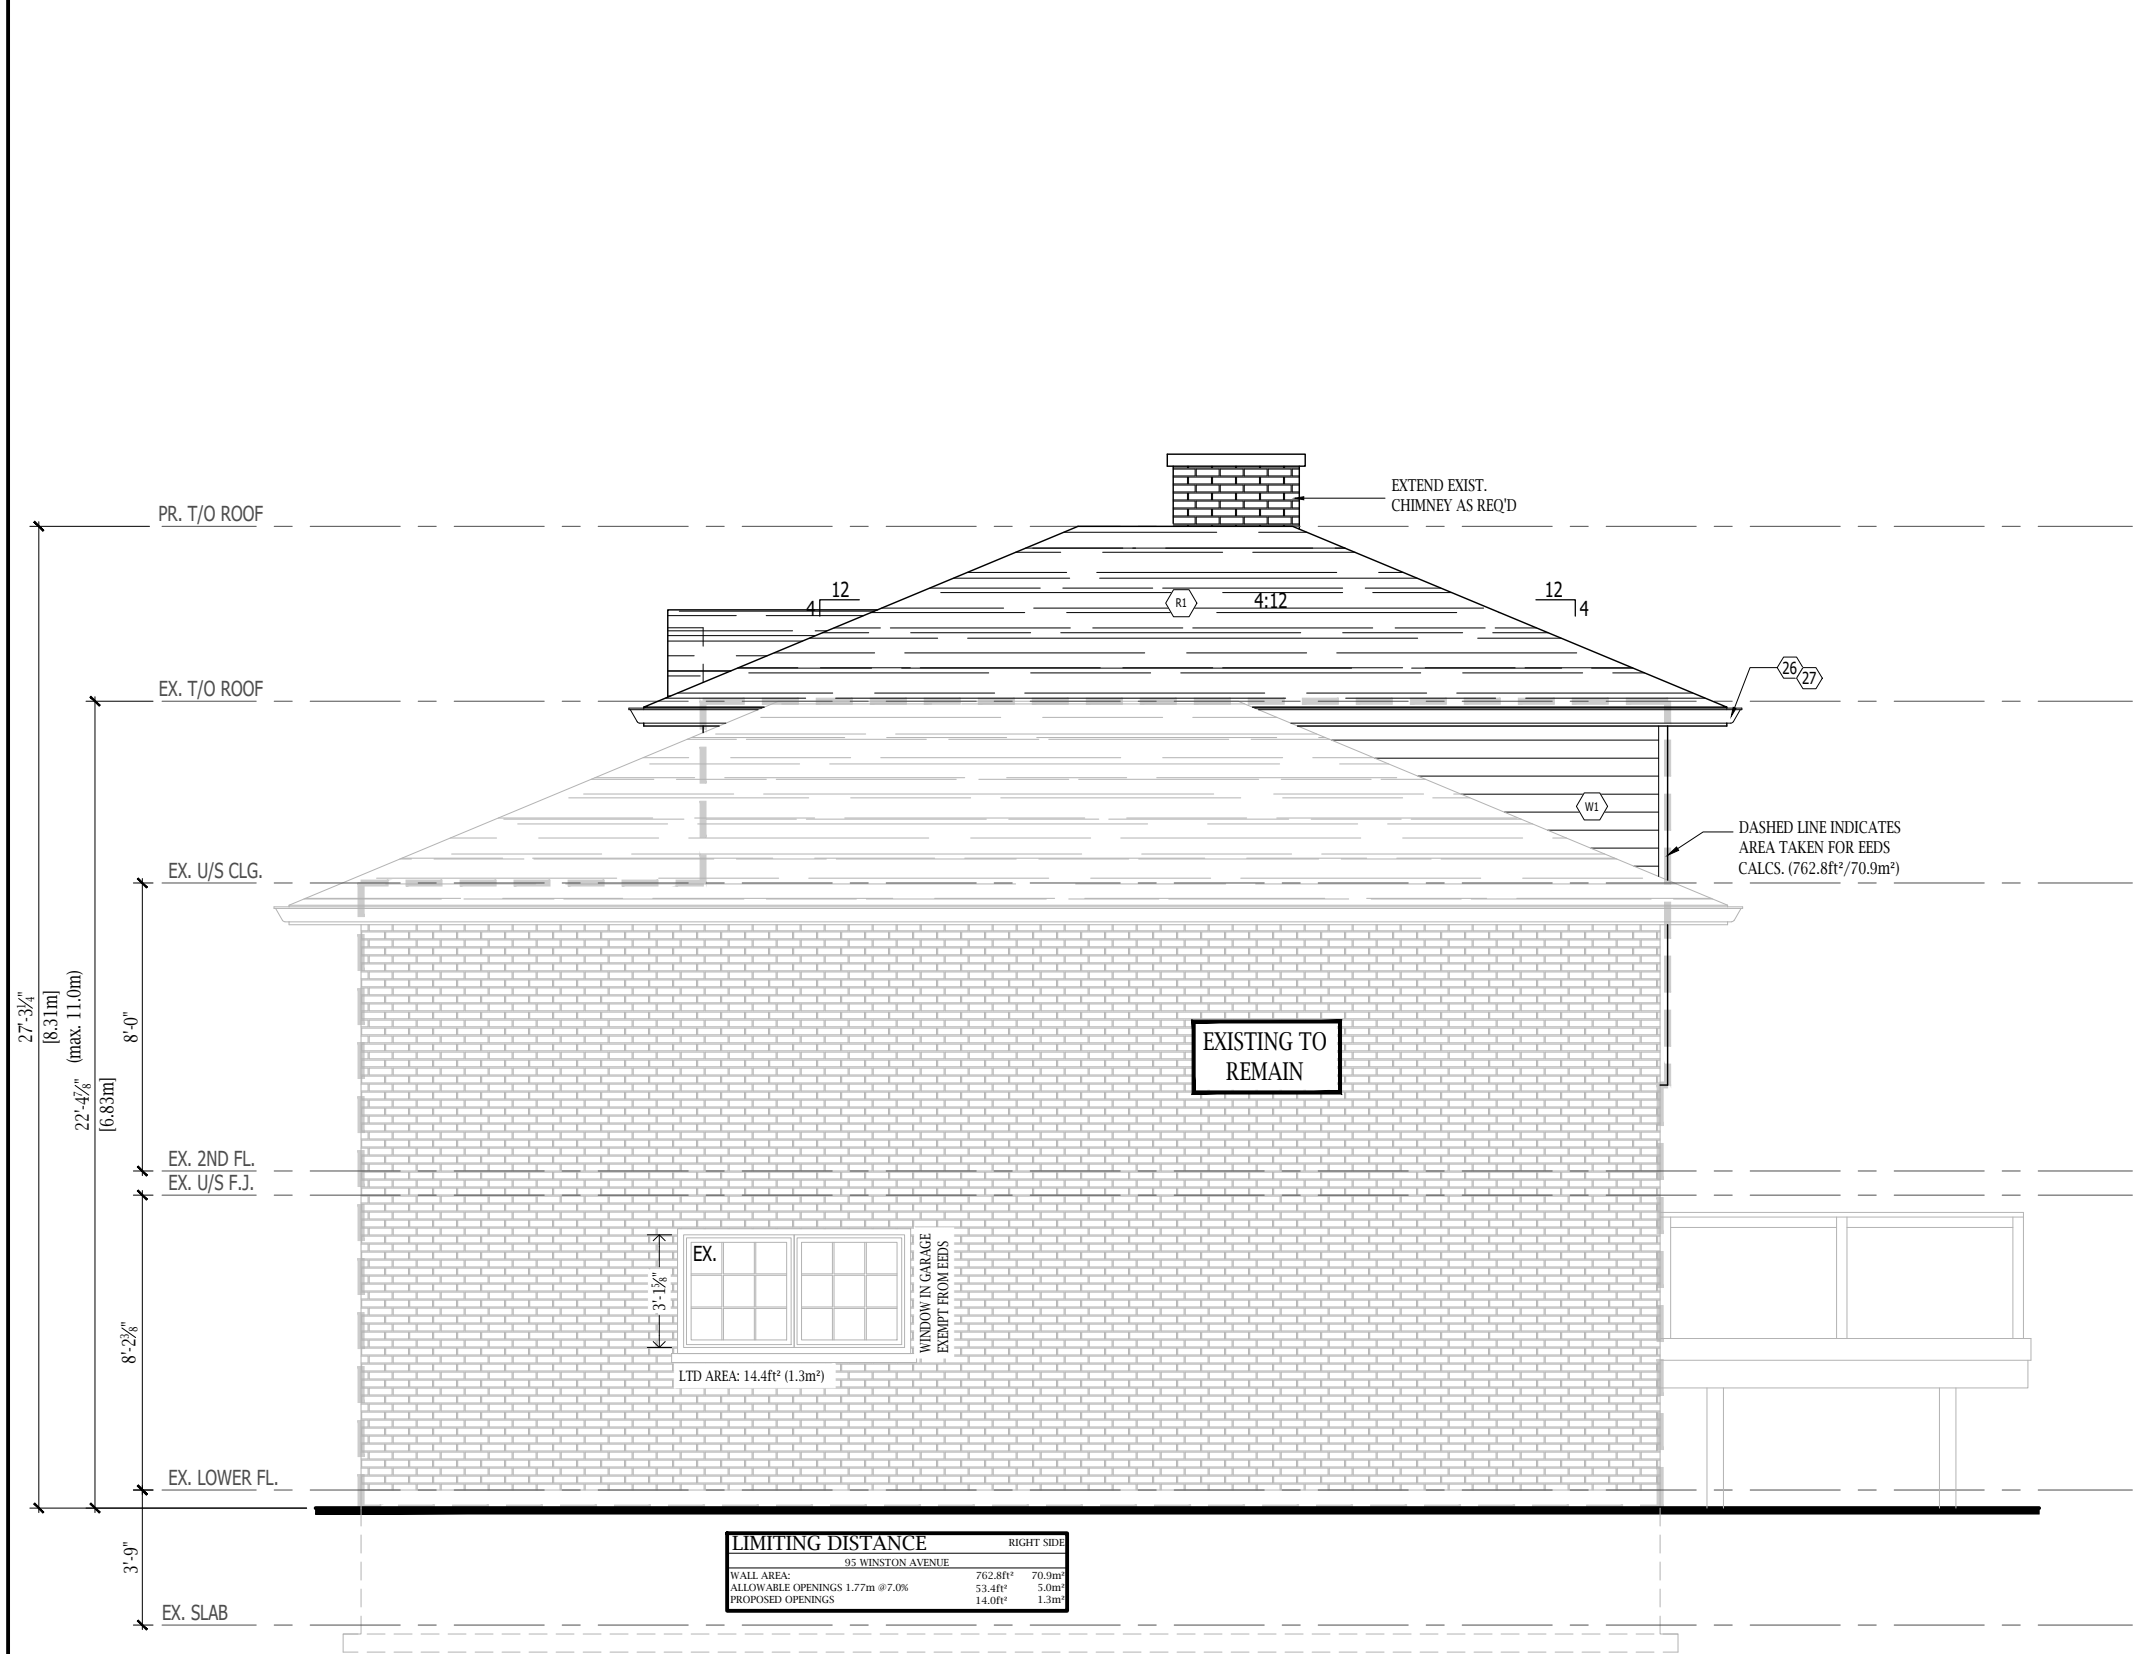 EXTEND EXIST.
CHIMNEY AS REQ'D
PR. T/O ROOF
12
4
R1
4:12
12
4
26
27
EX. T/O ROOF
W1
DASHED LINE INDICATES
AREA TAKEN FOR EEDS
CALCS. (762.8ft²/70.9m²)
EX. U/S CLG.
27'-3¼"
[8.31m]
(max. 11.0m)
22'-4⅞"
[6.83m]
8'-0"
EXISTING TO
REMAIN
EX. 2ND FL.
EX. U/S F.J.
EX.
3'-1⅝"
WINDOW IN GARAGE
EXEMPT FROM EEDS
LTD AREA: 14.4ft² (1.3m²)
8'-2⅜"
EX. LOWER FL.
3'-9"
EX. SLAB
LIMITING DISTANCE RIGHT SIDE
95 WINSTON AVENUE
WALL AREA: 762.8ft² 70.9m²
ALLOWABLE OPENINGS 1.77m @7.0% 53.4ft² 5.0m²
PROPOSED OPENINGS 14.0ft² 1.3m²